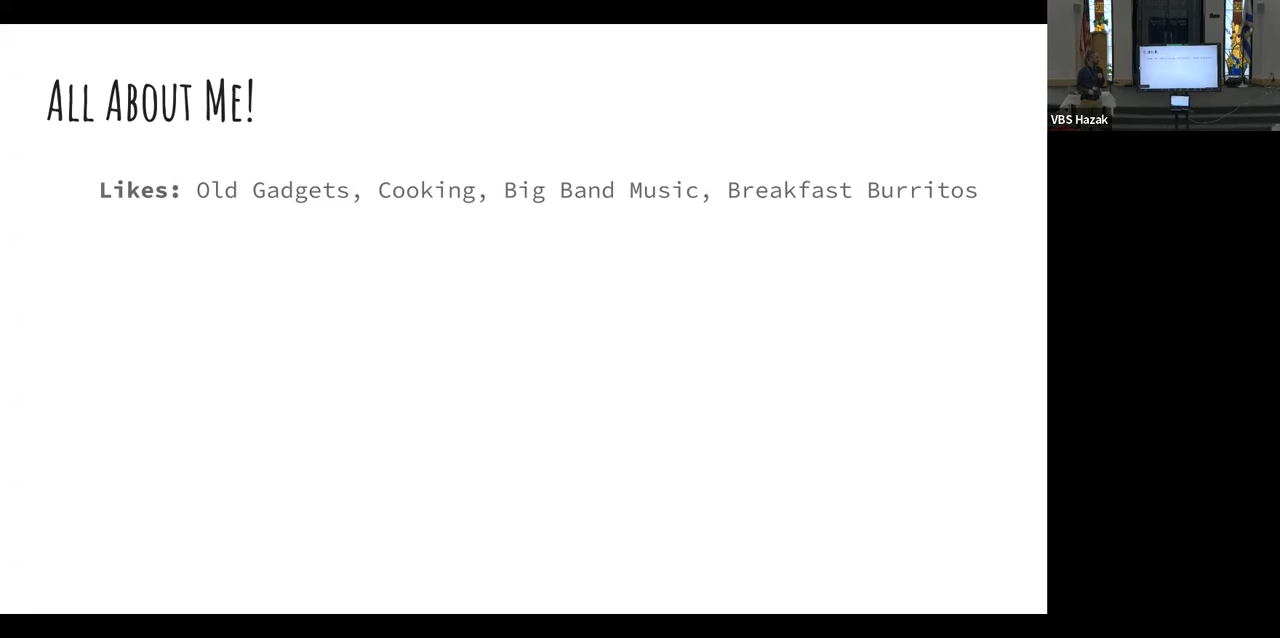 All About Me!
Likes: Old Gadgets, Cooking, Big Band Music, Breakfast Burritos
VBS Hazak